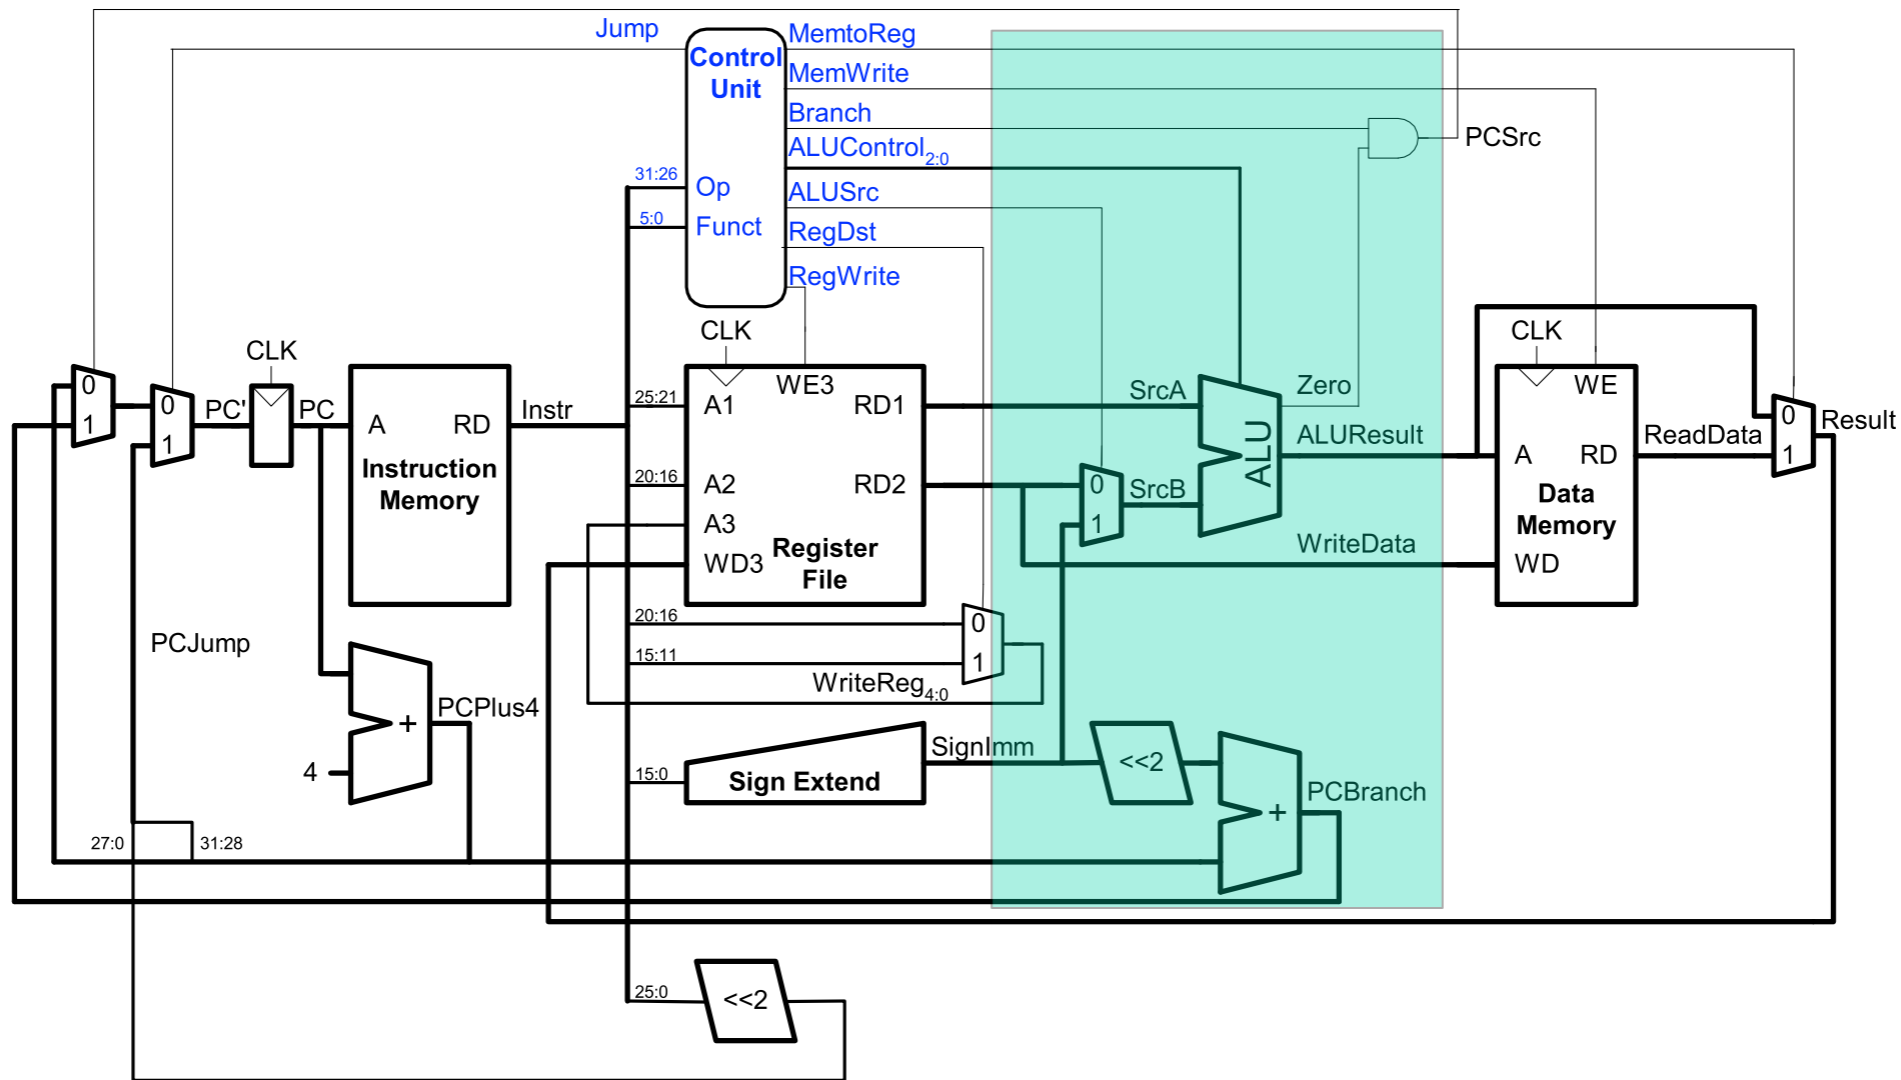 Jump
MemtoReg
Control
Unit
MemWrite
Branch
PCSrc
ALUControl2:0
31:26
Op
ALUSrc
5:0
Funct
RegDst
RegWrite
CLK
CLK
CLK
0
1
0
1
PC'
PC
A
RD
Instruction
Memory
Instr
25:21
A1
WE3
RD1
20:16
A2
RD2
A3
WD3
Register
File
SrcA
0
1
SrcB
ALU
Zero
ALUResult
WriteData
WE
A
RD
Data
Memory
WD
ReadData
0
1
Result
20:16
0
15:11
1
WriteReg4:0
PCJump
PCPlus4
+
4
15:0
Sign Extend
SignImm
<<2
+
PCBranch
27:0
31:28
25:0
<<2